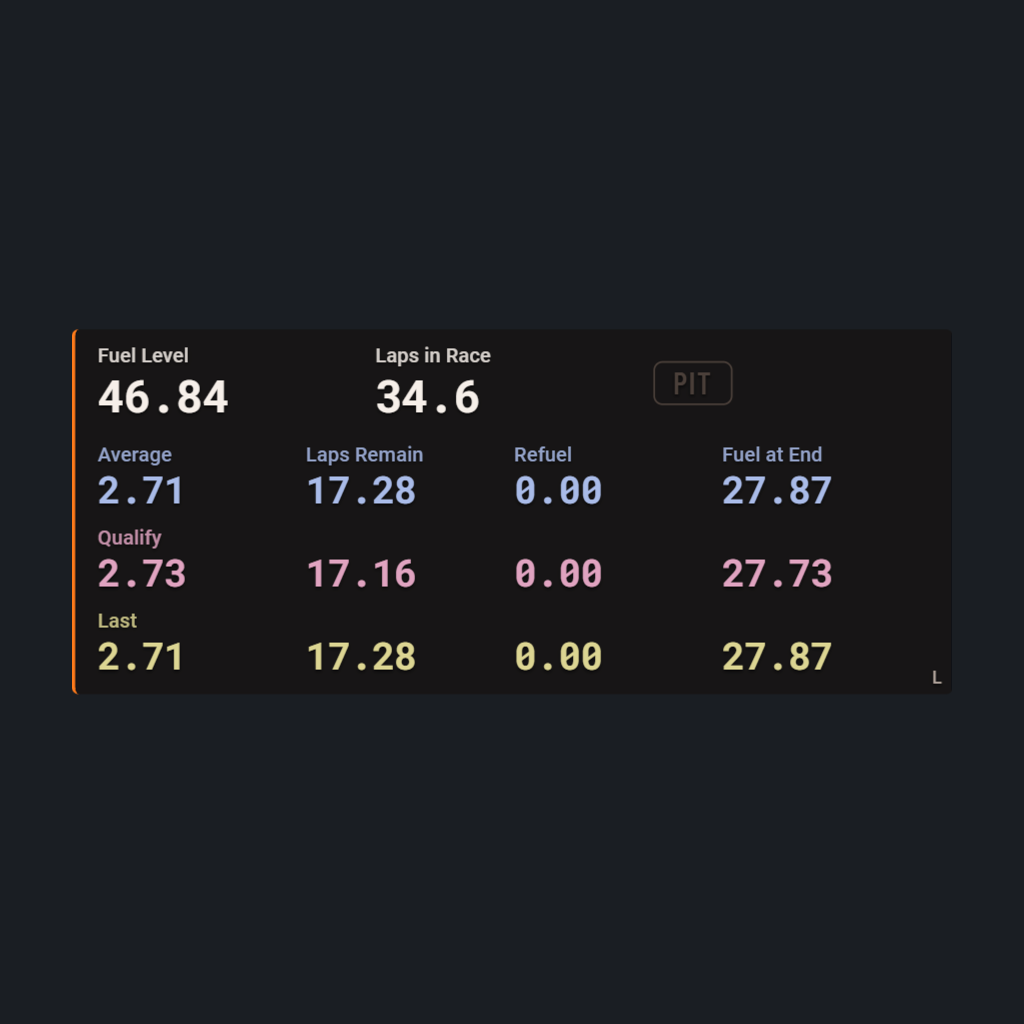 Fuel Level Laps in Race
46.84 34.6 PIT
Average Laps Remain Refuel Fuel at End
2.71 17.28 0.00 27.87
Qualify
2.73 17.16 0.00 27.73
Last
2.71 17.28 0.00 27.87
L